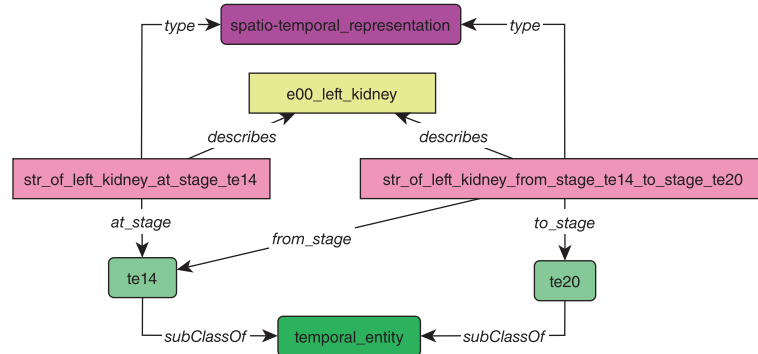 type
spatio-temporal_representation
type
e00_left_kidney
describes
describes
str_of_left_kidney_at_stage_te14
str_of_left_kidney_from_stage_te14_to_stage_te20
at_stage
from_stage
to_stage
te14
te20
subClassOf
temporal_entity
subClassOf